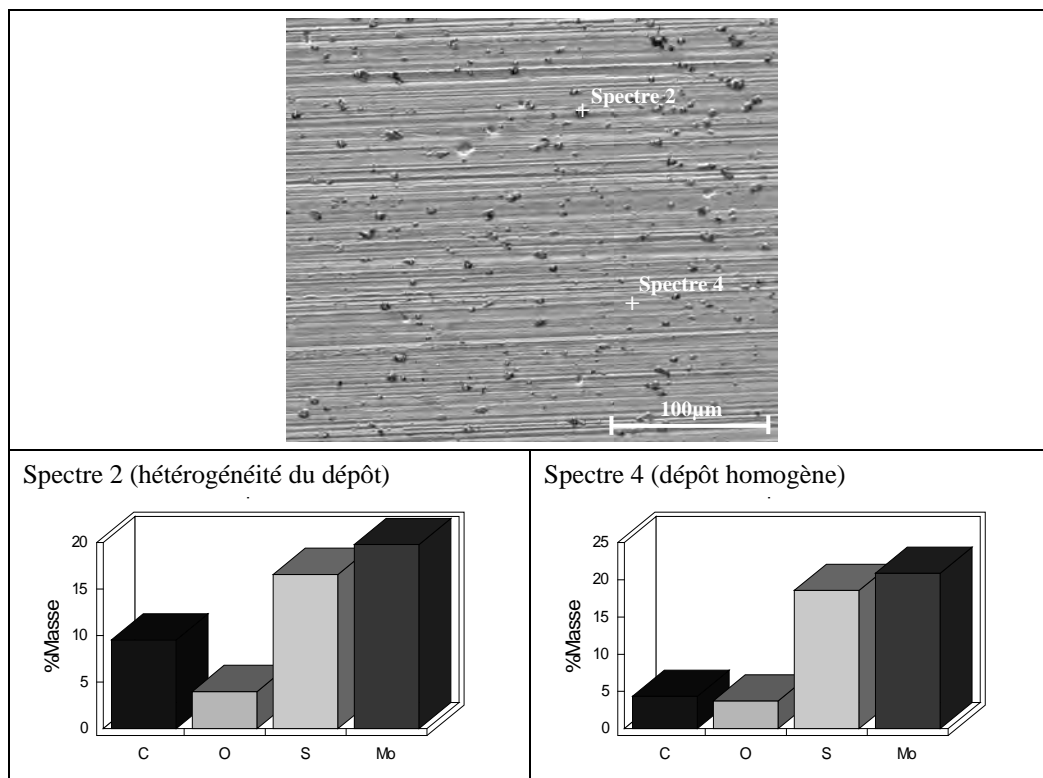 Spectre 2
Spectre 4
100µm
Spectre 2 (hétérogénéité du dépôt)
20
15
10
5
0
%Masse
C O S Mo
Spectre 4 (dépôt homogène)
25
20
15
10
5
0
%Masse
C O S Mo